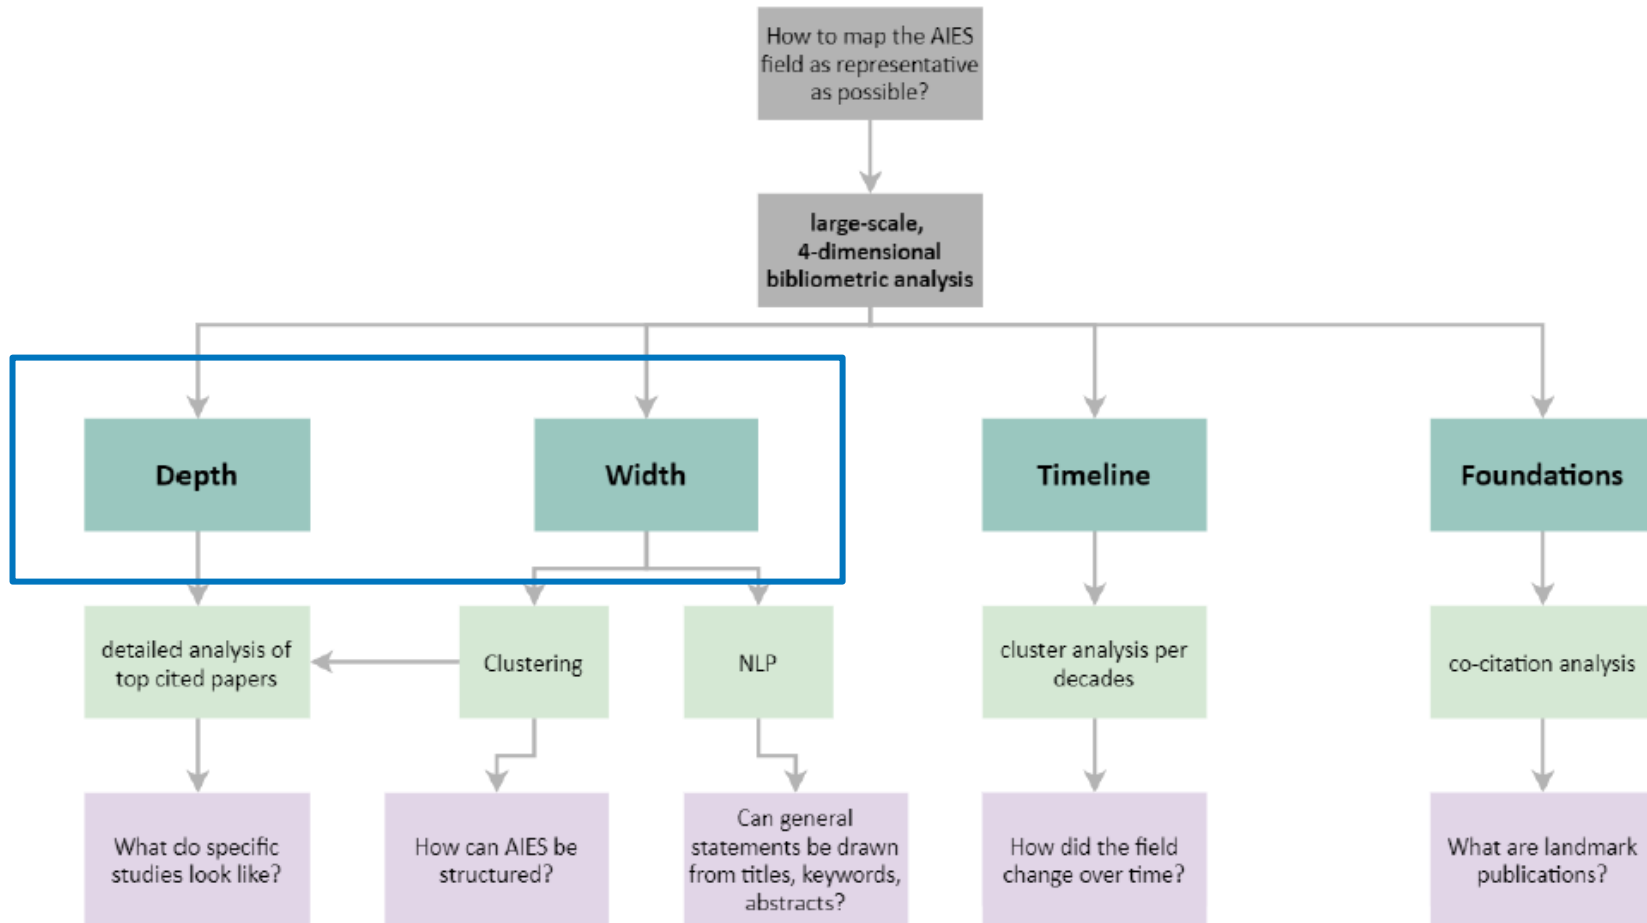 How to map the AIES
field as representative
as possible?
large-scale,
4-dimensional
bibliometric analysis
Depth
Width
Timeline
Foundations
detailed analysis of
top cited papers
Clustering
NLP
cluster analysis per
decades
co-citation analysis
What do specific
studies look like?
How can AIES be
structured?
Can general
statements be drawn
from titles, keywords,
abstracts?
How did the field
change over time?
What are landmark
publications?